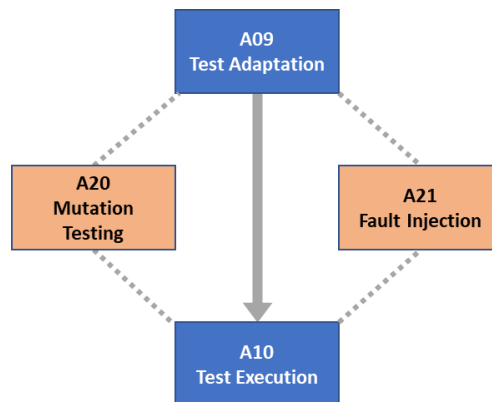 A09
Test Adaptation
A20
Mutation
Testing
A21
Fault Injection
A10
Test Execution